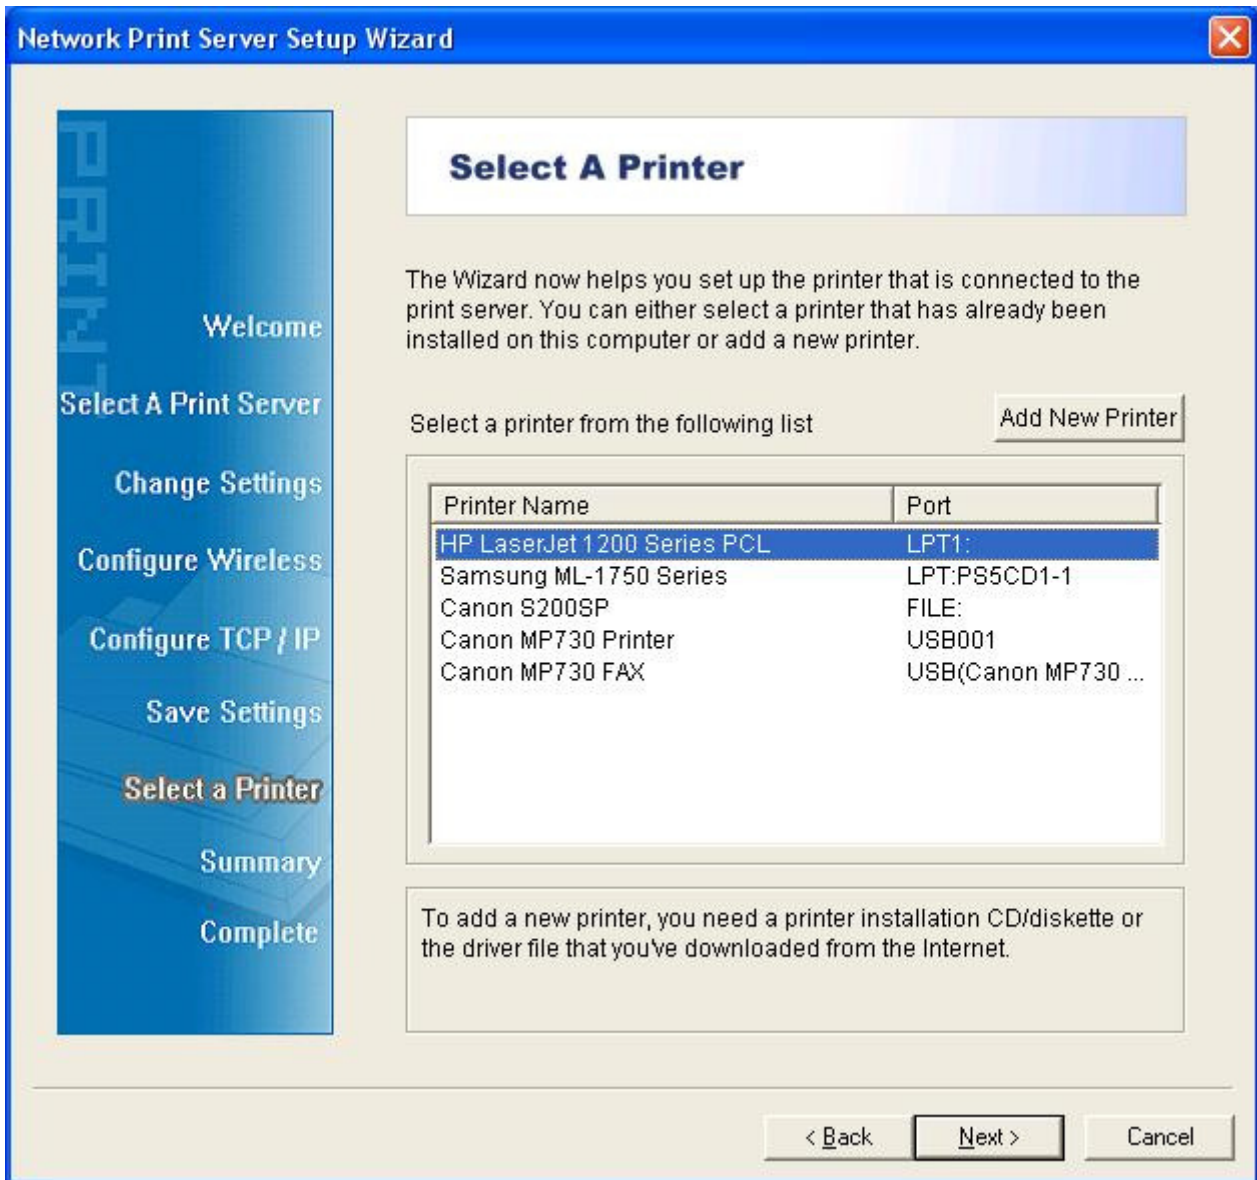 Network Print Server Setup Wizard
PRINT
Welcome
Select A Print Server
Change Settings
Configure Wireless
Configure TCP / IP
Save Settings
Select a Printer
Summary
Complete
Select A Printer
The Wizard now helps you set up the printer that is connected to the
print server. You can either select a printer that has already been
installed on this computer or add a new printer.
Select a printer from the following list
Add New Printer
Printer Name Port
HP LaserJet 1200 Series PCL LPT1:
Samsung ML-1750 Series LPT:PS5CD1-1
Canon S200SP FILE:
Canon MP730 Printer USB001
Canon MP730 FAX USB(Canon MP730 ...
To add a new printer, you need a printer installation CD/diskette or
the driver file that you've downloaded from the Internet.
< Back Next > Cancel